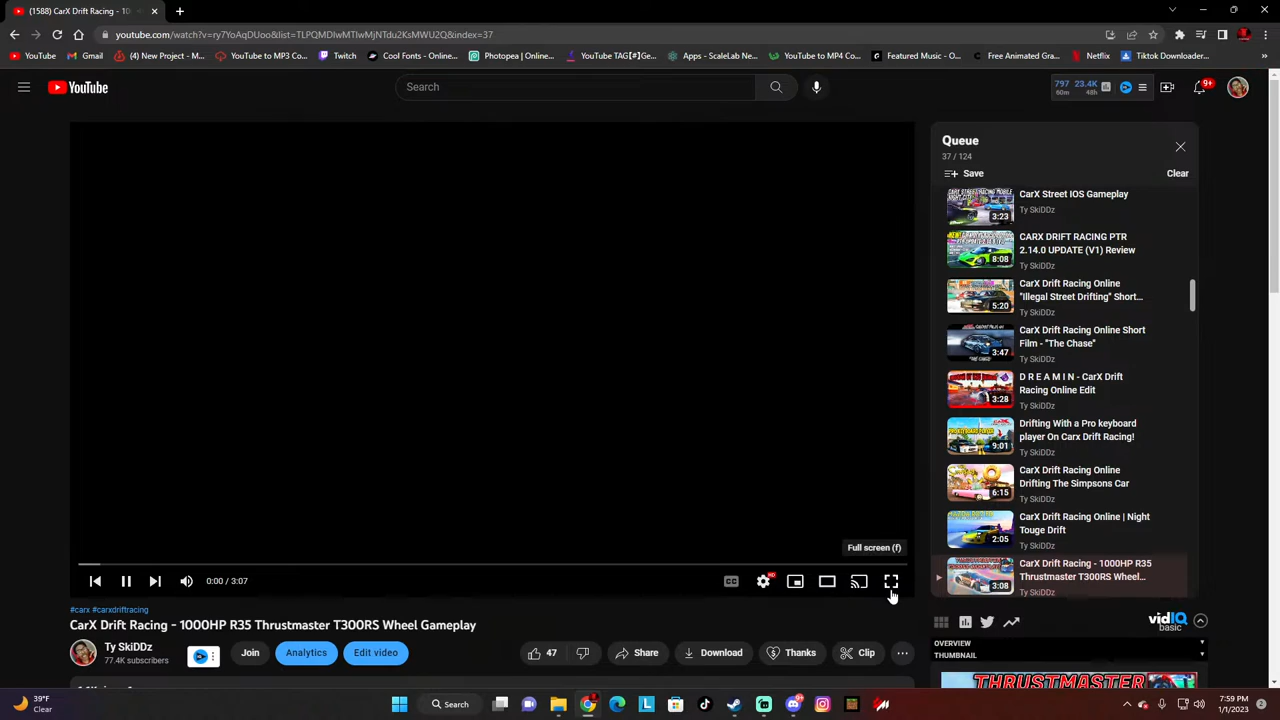 (1588) CarX Drift Racing - 10
youtube.com/watch?v=ry7YoAqDUoo&list=TLPQMDIwMTIwMjNTdu2KsMWU2Q&index=37
YouTube
Gmail
(4) New Project - M...
YouTube to MP3 Co...
Twitch
Cool Fonts - Online...
Photopea | Online...
YouTube TAG[#]Ge...
Apps - ScaleLab Ne...
YouTube to MP4 Co...
Featured Music - O...
Free Animated Gra...
Netflix
Tiktok Downloader...
YouTube
Search
797 23.4K
60m 48h
9+
Queue
37 / 124
Save
Clear
3:23
CarX Street IOS Gameplay
Ty SkiDDz
8:08
CARX DRIFT RACING PTR
2.14.0 UPDATE (V1) Review
Ty SkiDDz
5:20
CarX Drift Racing Online
"Illegal Street Drifting" Short...
Ty SkiDDz
3:47
CarX Drift Racing Online Short
Film - "The Chase"
Ty SkiDDz
3:28
D R E A M I N - CarX Drift
Racing Online Edit
Ty SkiDDz
9:01
Drifting With a Pro keyboard
player On Carx Drift Racing!
Ty SkiDDz
6:15
CarX Drift Racing Online
Drifting The Simpsons Car
Ty SkiDDz
2:05
CarX Drift Racing Online | Night
Touge Drift
Ty SkiDDz
3:08
CarX Drift Racing - 1000HP R35
Thrustmaster T300RS Wheel...
Ty SkiDDz
Full screen (f)
0:00 / 3:07
CC
HD
#carx #carxdriftracing
CarX Drift Racing - 1000HP R35 Thrustmaster T300RS Wheel Gameplay
Ty SkiDDz
77.4K subscribers
Join
Analytics
Edit video
47
Share
Download
Thanks
Clip
vidIQ
basic
OVERVIEW
THUMBNAIL
THRUSTMASTER
39°F
Clear
Search
7:59 PM
1/1/2023